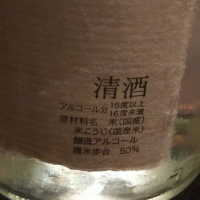 清酒
アルコール分 15度以上
16度未満
原材料名 米(国産)
米こうじ(国産米)
醸造アルコール
精米歩合 50%